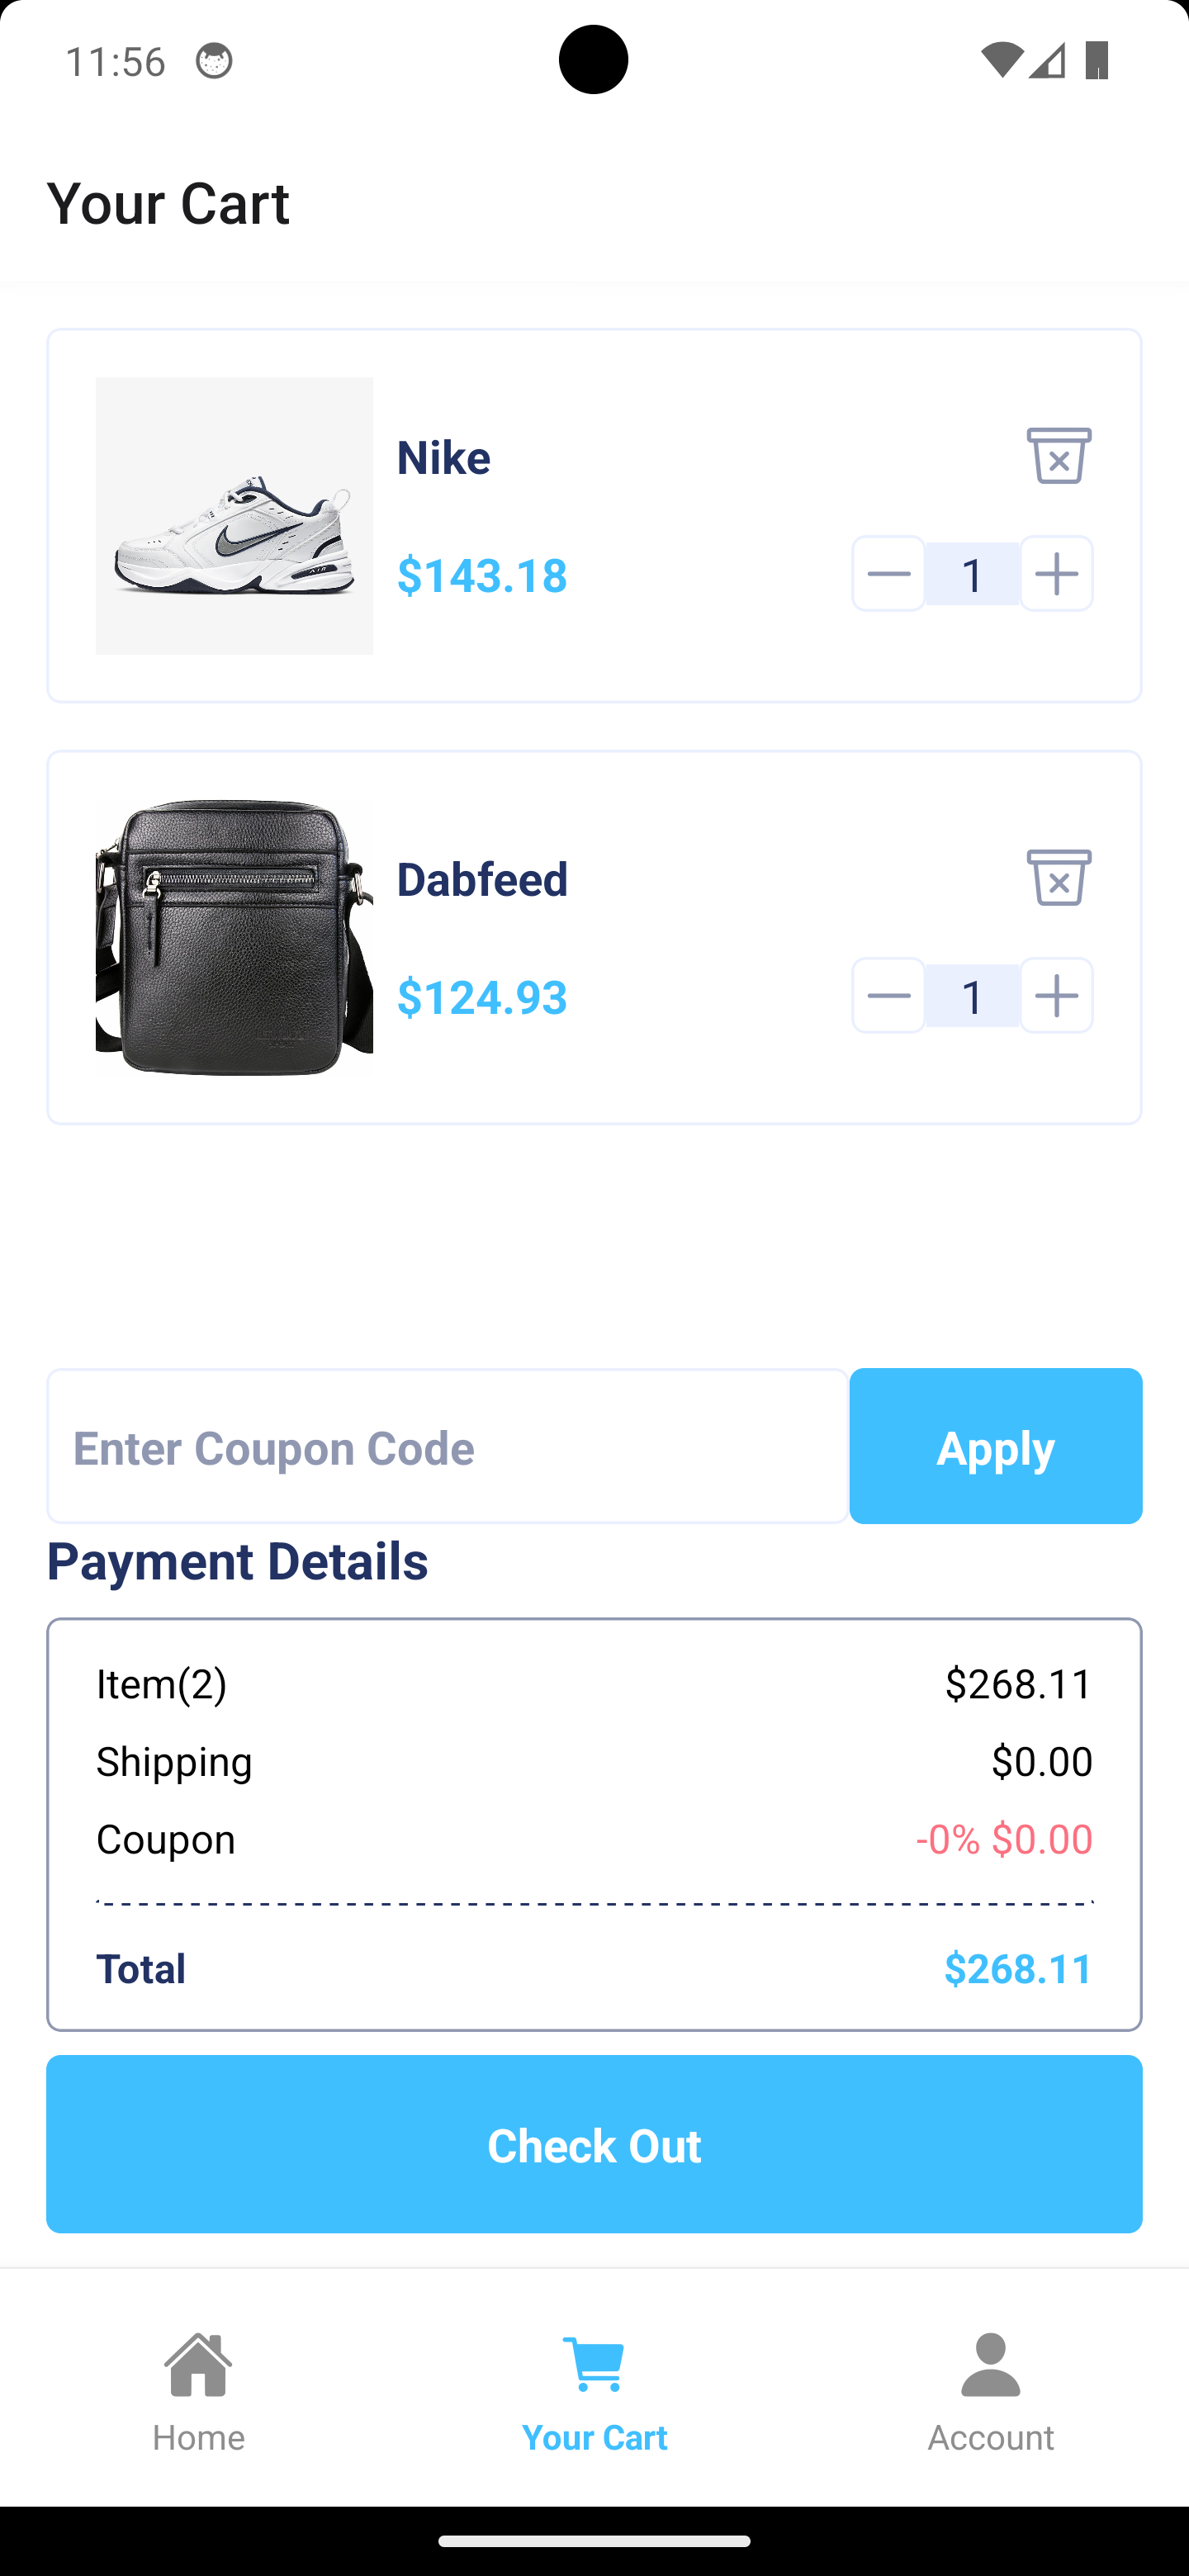 11:56
Your Cart
Nike
$143.18
1
Dabfeed
$124.93
1
Enter Coupon Code
Apply
Payment Details
Item(2) $268.11
Shipping $0.00
Coupon -0% $0.00
Total $268.11
Check Out
Home Your Cart Account